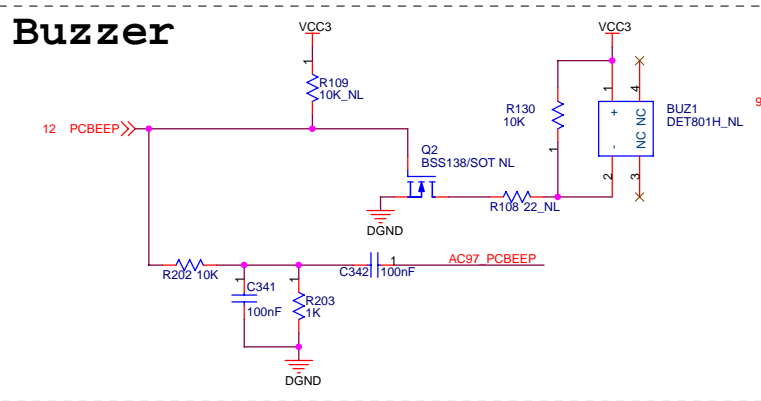 Buzzer
VCC3
VCC3
1
R109
10K_NL
12 PCBEEP
R130
10K
1
1
4
+
NC
BUZ1
DET801H_NL
9
-
NC
2
3
Q2
BSS138/SOT NL
R108 22_NL
DGND
R202 10K
1
C341
100nF
1
R203
1K
C342
1
100nF
AC97_PCBEEP
DGND